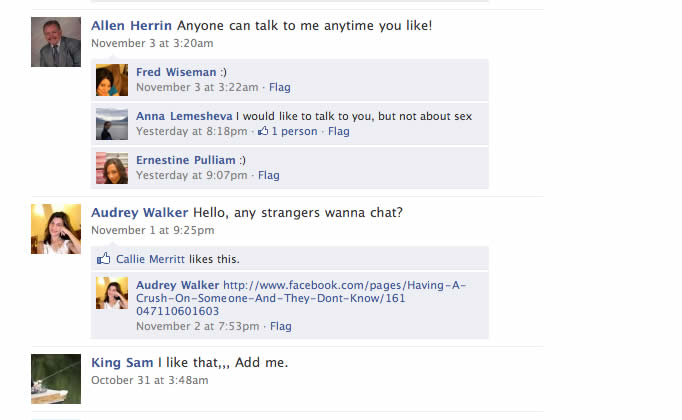 Allen Herrin Anyone can talk to me anytime you like!
November 3 at 3:20am
Fred Wiseman :)
November 3 at 3:22am · Flag
Anna Lemesheva I would like to talk to you, but not about sex
Yesterday at 8:18pm · 1 person · Flag
Ernestine Pulliam :)
Yesterday at 9:07pm · Flag
Audrey Walker Hello, any strangers wanna chat?
November 1 at 9:25pm
Callie Merritt likes this.
Audrey Walker http://www.facebook.com/pages/Having-A-
Crush-On-Someone-And-They-Dont-Know/161
047110601603
November 2 at 7:53pm · Flag
King Sam I like that,,, Add me.
October 31 at 3:48am